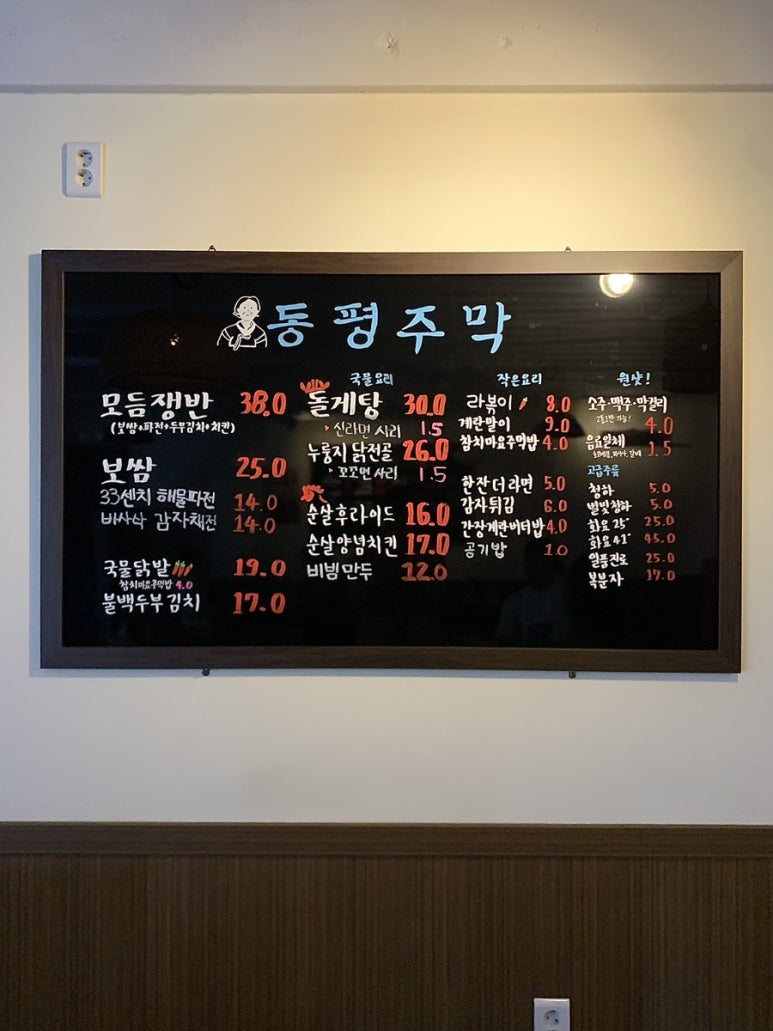 동평주막
모듬쟁반 38.0
(보쌈+파전+두부김치+치킨)
보쌈 25.0
33센치 해물파전 14.0
바사삭 감자채전 14.0
국물닭발 19.0
참치마요주먹밥 4.0
불백두부김치 17.0
국물요리
돌게탕 30.0
신라면 사리 1.5
누룽지 닭전골 26.0
꼬꼬면 사리 1.5
순살후라이드 16.0
순살양념치킨 17.0
비빔만두 12.0
작은요리
라볶이 8.0
계란말이 9.0
참치마요주먹밥 4.0
한잔 더 라면 5.0
감자튀김 6.0
간장계란버터밥 4.0
공기밥 1.0
원샷!
소주·맥주·막걸리
4.0
음료일체 1.5
고급주류
청하 5.0
별빛청하 5.0
화요 25° 25.0
화요 41° 45.0
일품진로 25.0
복분자 17.0